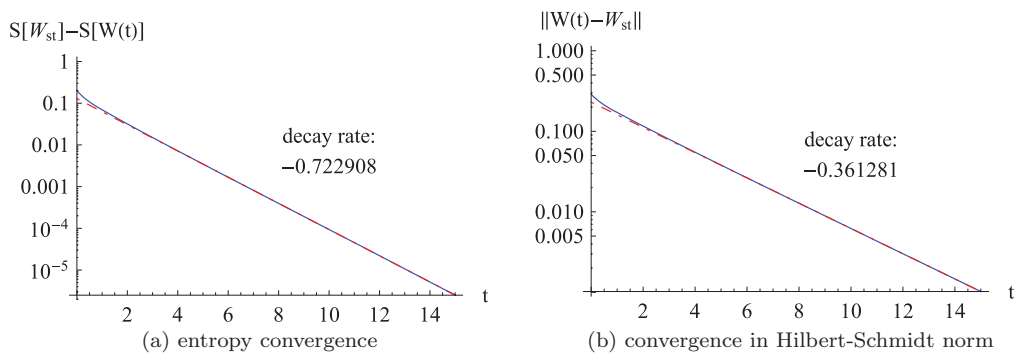 S[W_st]−S[W(t)]
1
0.1
0.01
0.001
10⁻⁴
10⁻⁵
decay rate:
−0.722908
2 4 6 8 10 12 14
t
(a) entropy convergence
||W(t)−W_st||
1.000
0.500
0.100
0.050
0.010
0.005
decay rate:
−0.361281
2 4 6 8 10 12 14
t
(b) convergence in Hilbert-Schmidt norm